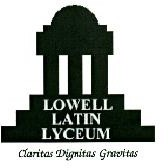 LOWELL
LATIN
LYCEUM
Claritas Dignitas Gravitas